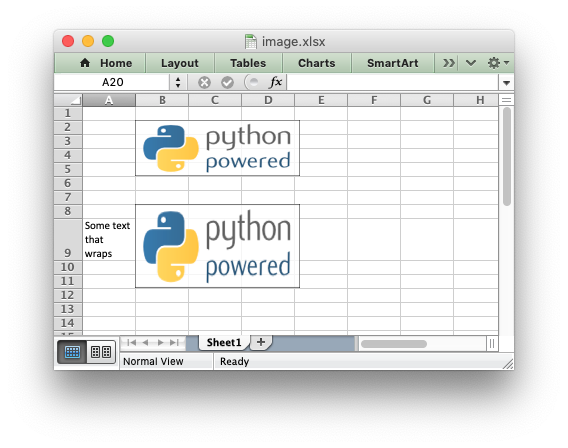 image.xlsx
Home Layout Tables Charts SmartArt
A20 fx
A B C D E F G H
1
2
3
4
5
6
7
8
9
10
11
12
13
14
python
powered
Some text
that
wraps
python
powered
Sheet1
Normal View Ready